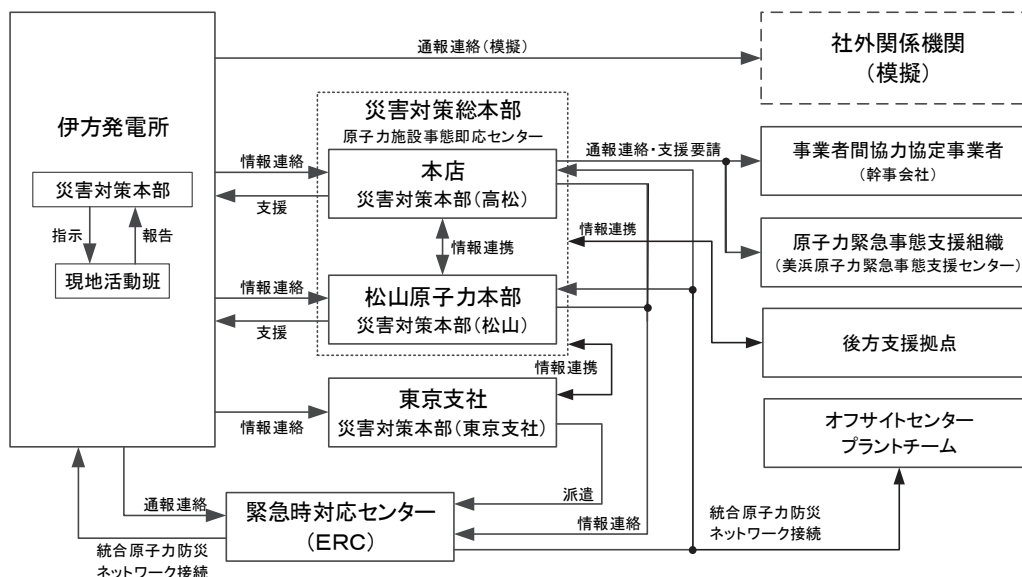 通報連絡(模擬)
社外関係機関
(模擬)
伊方発電所
災害対策総本部
原子力施設事態即応センター
情報連絡
本店
災害対策本部(高松)
支援
通報連絡・支援要請
事業者間協力協定事業者
(幹事会社)
災害対策本部
指示
報告
現地活動班
情報連携
情報連携
原子力緊急事態支援組織
(美浜原子力緊急事態支援センター)
情報連絡
松山原子力本部
災害対策本部(松山)
支援
後方支援拠点
情報連携
東京支社
災害対策本部(東京支社)
情報連絡
オフサイトセンター
プラントチーム
派遣
通報連絡
緊急時対応センター
(ERC)
情報連絡
統合原子力防災
ネットワーク接続
統合原子力防災
ネットワーク接続